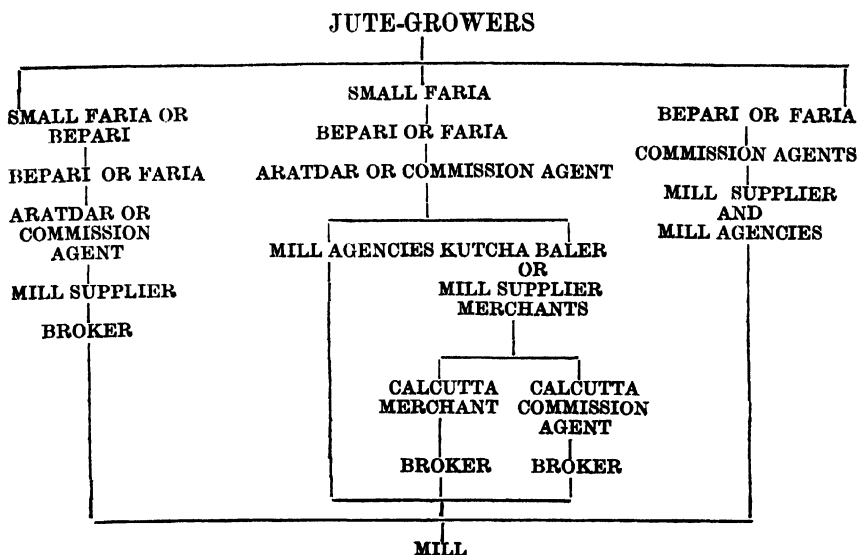 JUTE-GROWERS
SMALL FARIA OR
BEPARI
BEPARI OR FARIA
ARATDAR OR
COMMISSION
AGENT
MILL SUPPLIER
BROKER
SMALL FARIA
BEPARI OR FARIA
ARATDAR OR COMMISSION AGENT
MILL AGENCIES KUTCHA BALER
OR
MILL SUPPLIER
MERCHANTS
CALCUTTA
MERCHANT
BROKER
CALCUTTA
COMMISSION
AGENT
BROKER
BEPARI OR FARIA
COMMISSION AGENTS
MILL SUPPLIER
AND
MILL AGENCIES
MILL